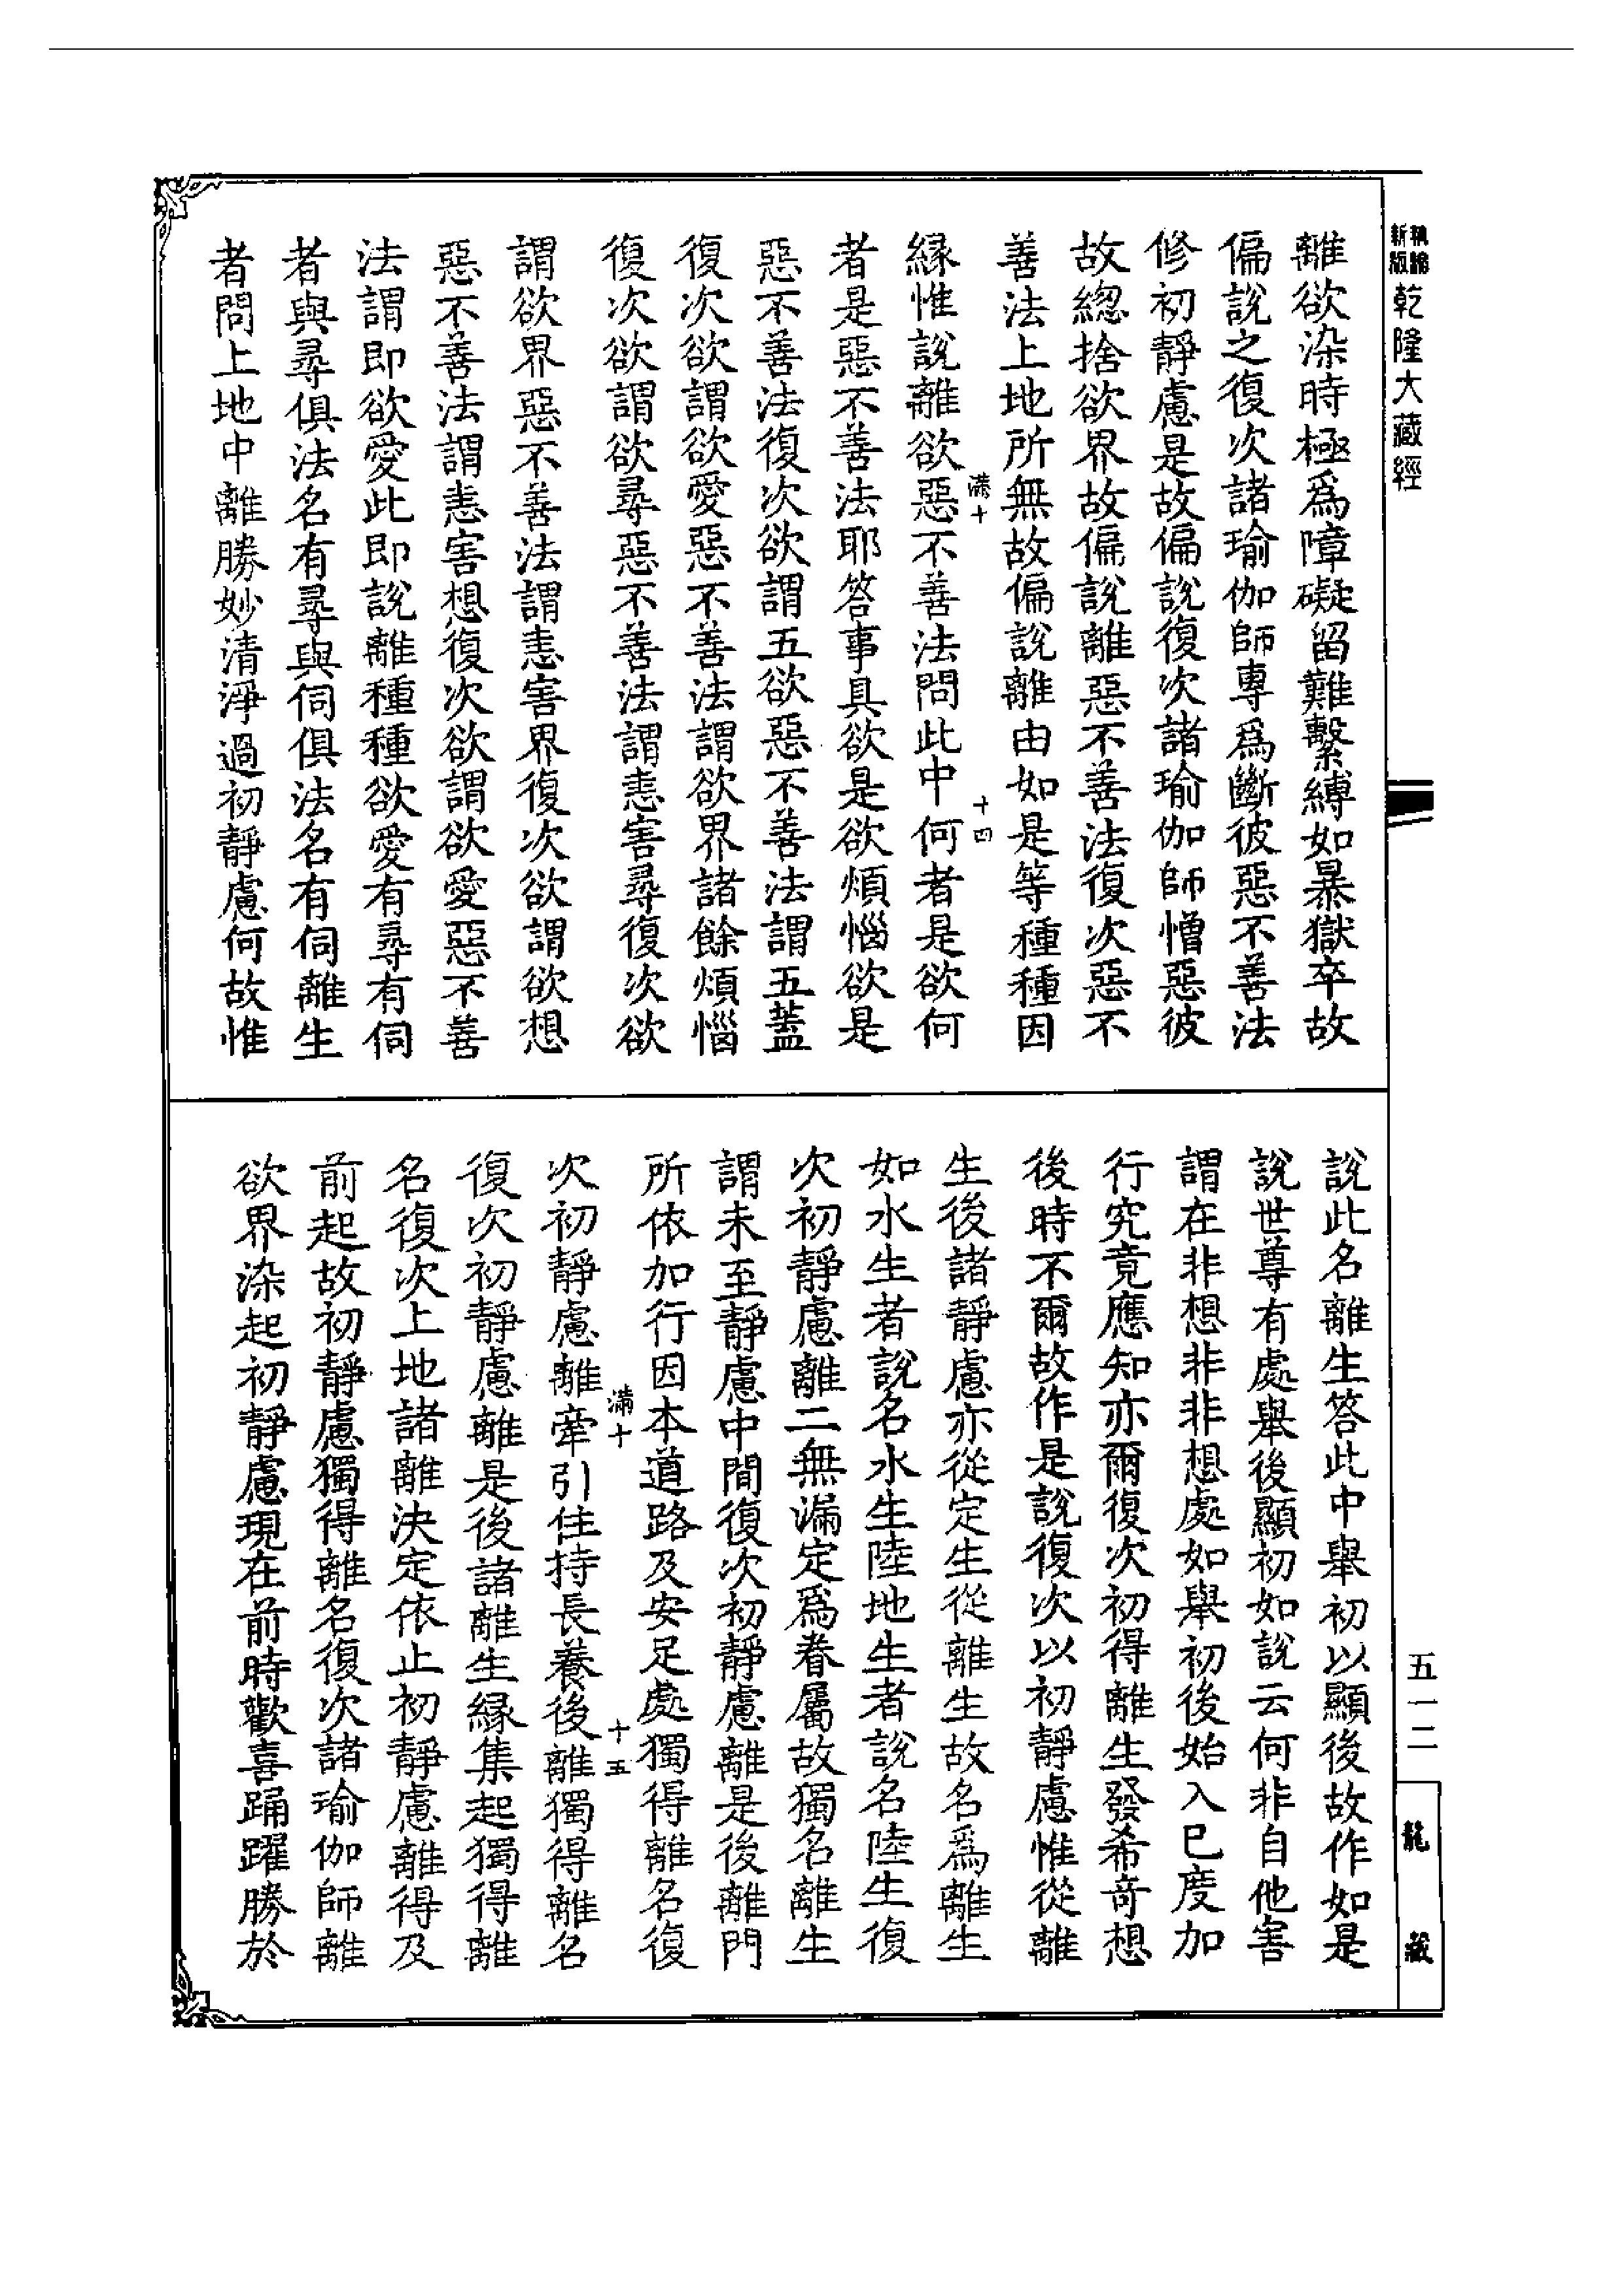 新版
乾隆大藏經
離欲染時極爲障礙留難繫縛如暴獄卒故
偏說之復次諸瑜伽師專爲斷彼惡不善法
修初靜慮是故偏說復次諸瑜伽師憎惡彼
故總捨欲界故偏說離惡不善法復次惡不
善法上地所無故偏說離由如是等種種因
滿十
十四
緣惟說離欲惡不善法問此中何者是欲何
者是惡不善法耶答事具欲是欲煩惱欲是
惡不善法復次欲謂五欲惡不善法謂五蓋
復次欲謂欲愛惡不善法謂欲界諸餘煩惱
復次欲謂欲尋惡不善法謂恚害尋復次欲
謂欲界惡不善法謂恚害界復次欲謂欲想
惡不善法謂恚害想復次欲謂欲愛惡不善
法謂即欲愛此即說離種種欲愛有尋有伺
者與尋俱法名有尋與伺俱法名有伺離生
者問上地中離勝妙清淨過初靜慮何故惟
說此名離生答此中舉初以顯後故作如是
說世尊有處舉後顯初如說云何非自他害
謂在非想非非想處如舉初後始入已度加
行究竟應知亦爾復次初得離生發希奇想
後時不爾故作是說復次以初靜慮惟從離
生後諸靜慮亦從定生從離生故名爲離生
如水生者說名水生陸地生者說名陸生復
次初靜慮離二無漏定爲眷屬故獨名離生
謂未至靜慮中間復次初靜慮離是後離門
所依加行因本道路及安足處獨得離名復
滿十
十五
次初靜慮離牽引住持長養後離獨得離名
復次初靜慮離是後諸離生緣集起獨得離
名復次上地諸離決定依止初靜慮離得及
前起故初靜慮獨得離名復次諸瑜伽師離
欲界染起初靜慮現在前時歡喜踊躍勝於
五一二
龍藏